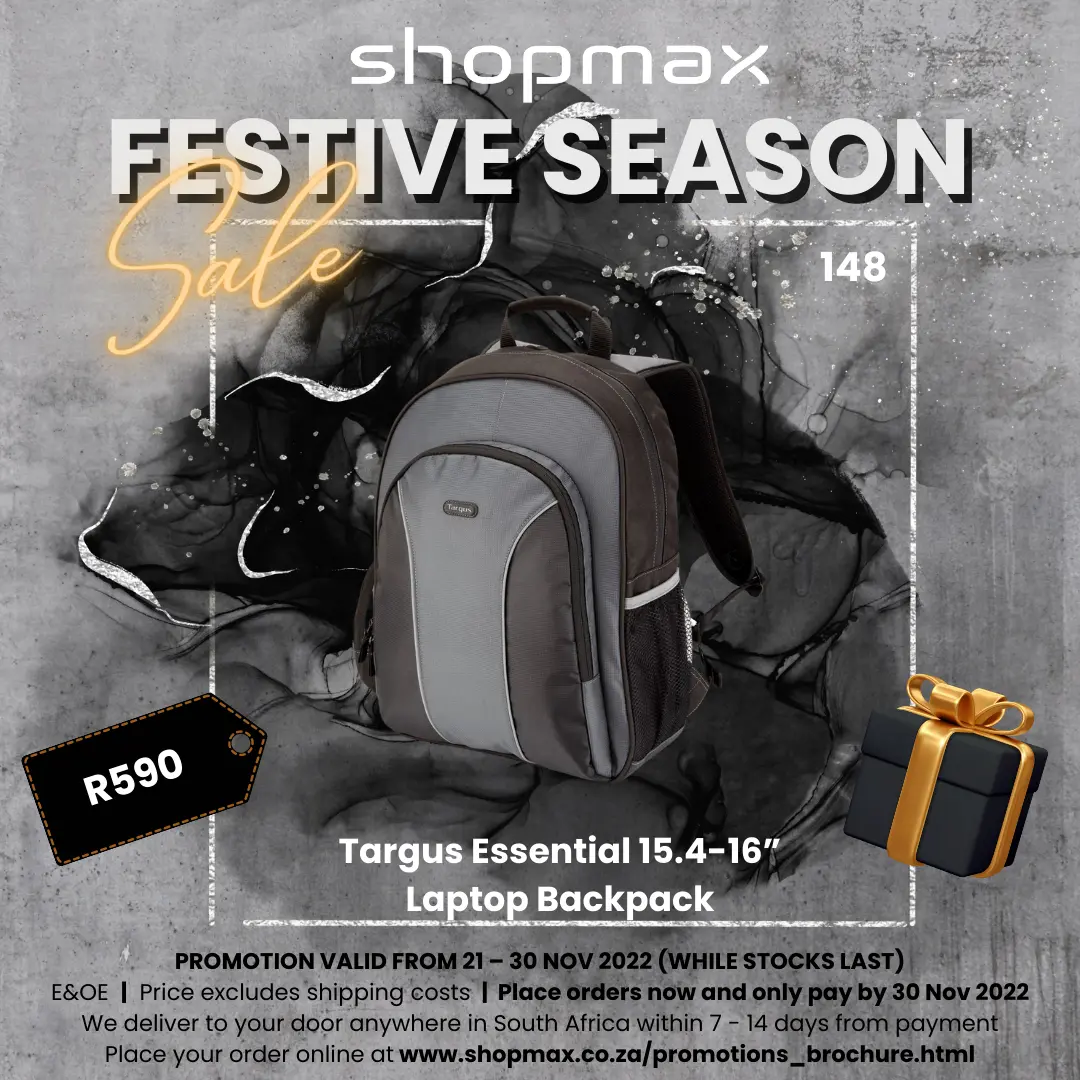 shopmax
FESTIVE SEASON
Sale
148
Targus
R590
Targus Essential 15.4-16”
Laptop Backpack
PROMOTION VALID FROM 21 – 30 NOV 2022 (WHILE STOCKS LAST)
E&OE | Price excludes shipping costs | Place orders now and only pay by 30 Nov 2022
We deliver to your door anywhere in South Africa within 7 - 14 days from payment
Place your order online at www.shopmax.co.za/promotions_brochure.html